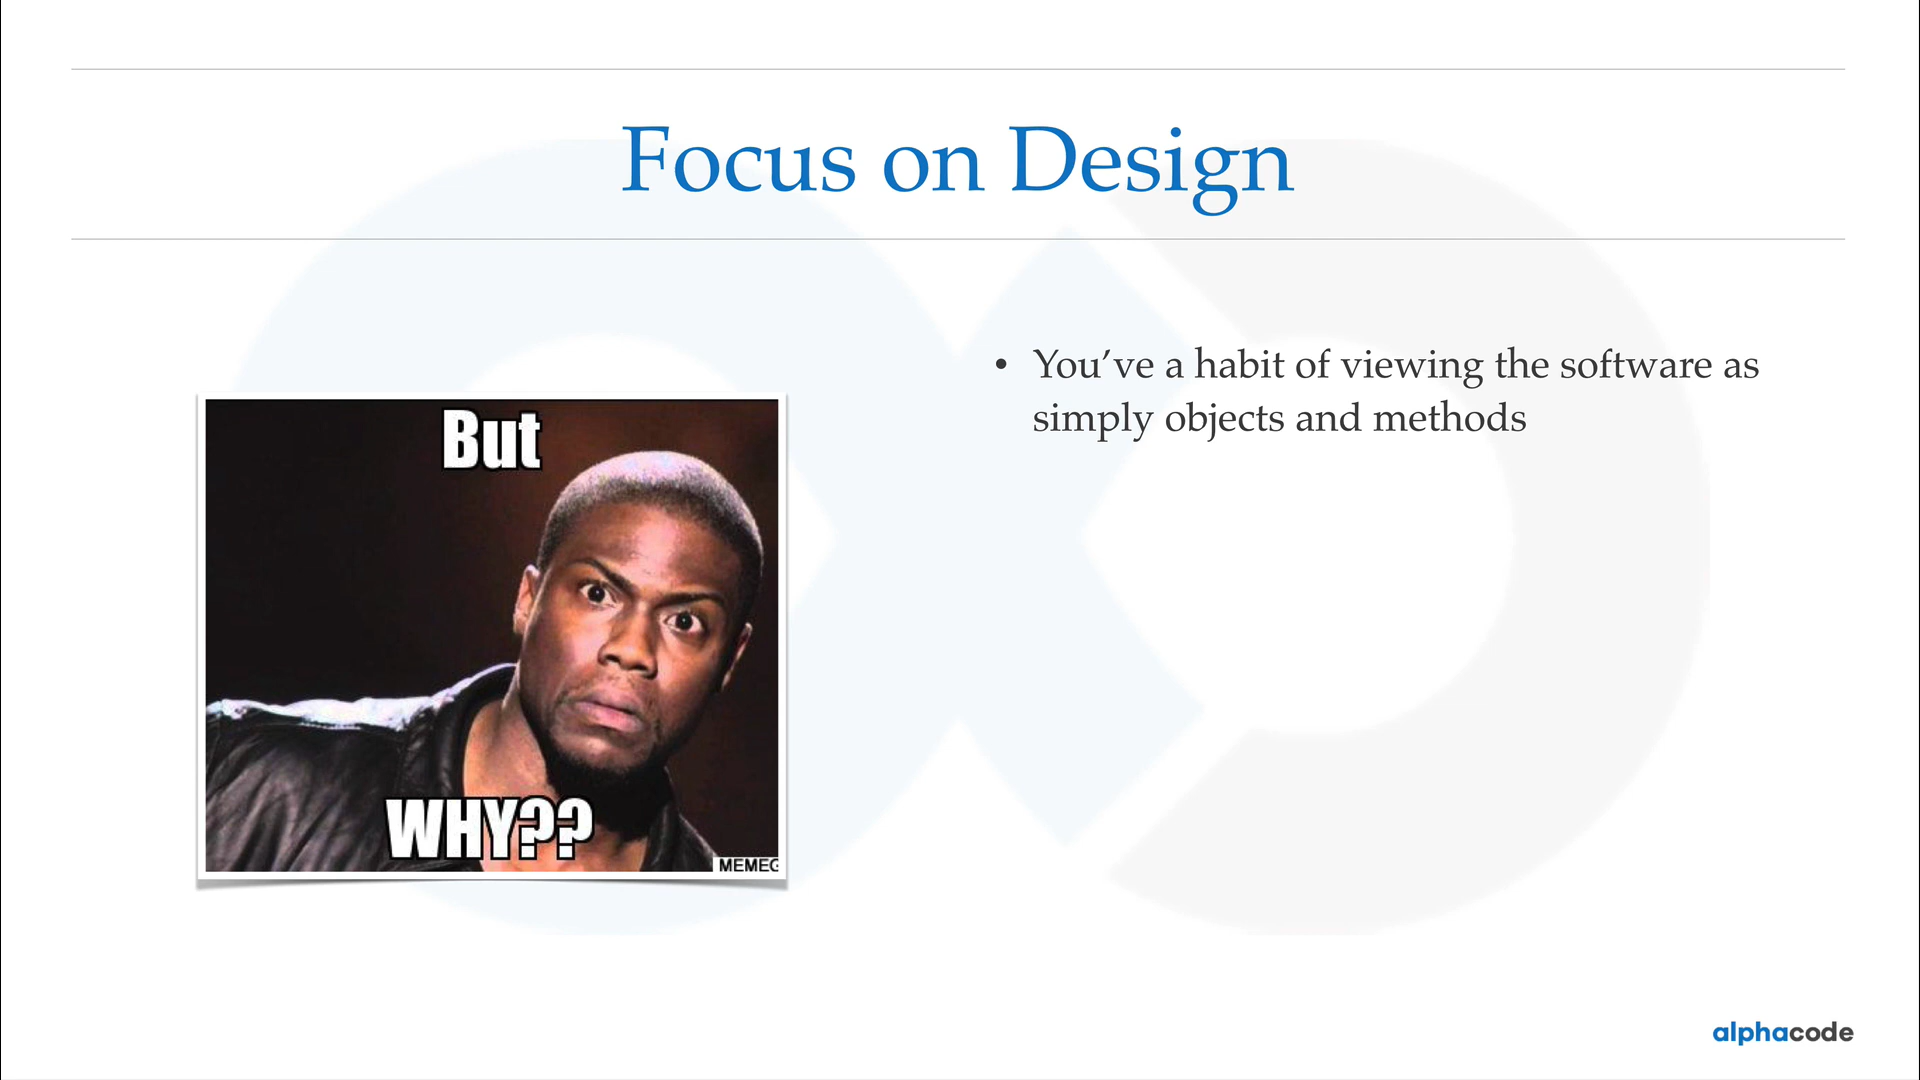 Focus on Design
• You’ve a habit of viewing the software as
simply objects and methods
But
WHY??
MEMEG
alphacode